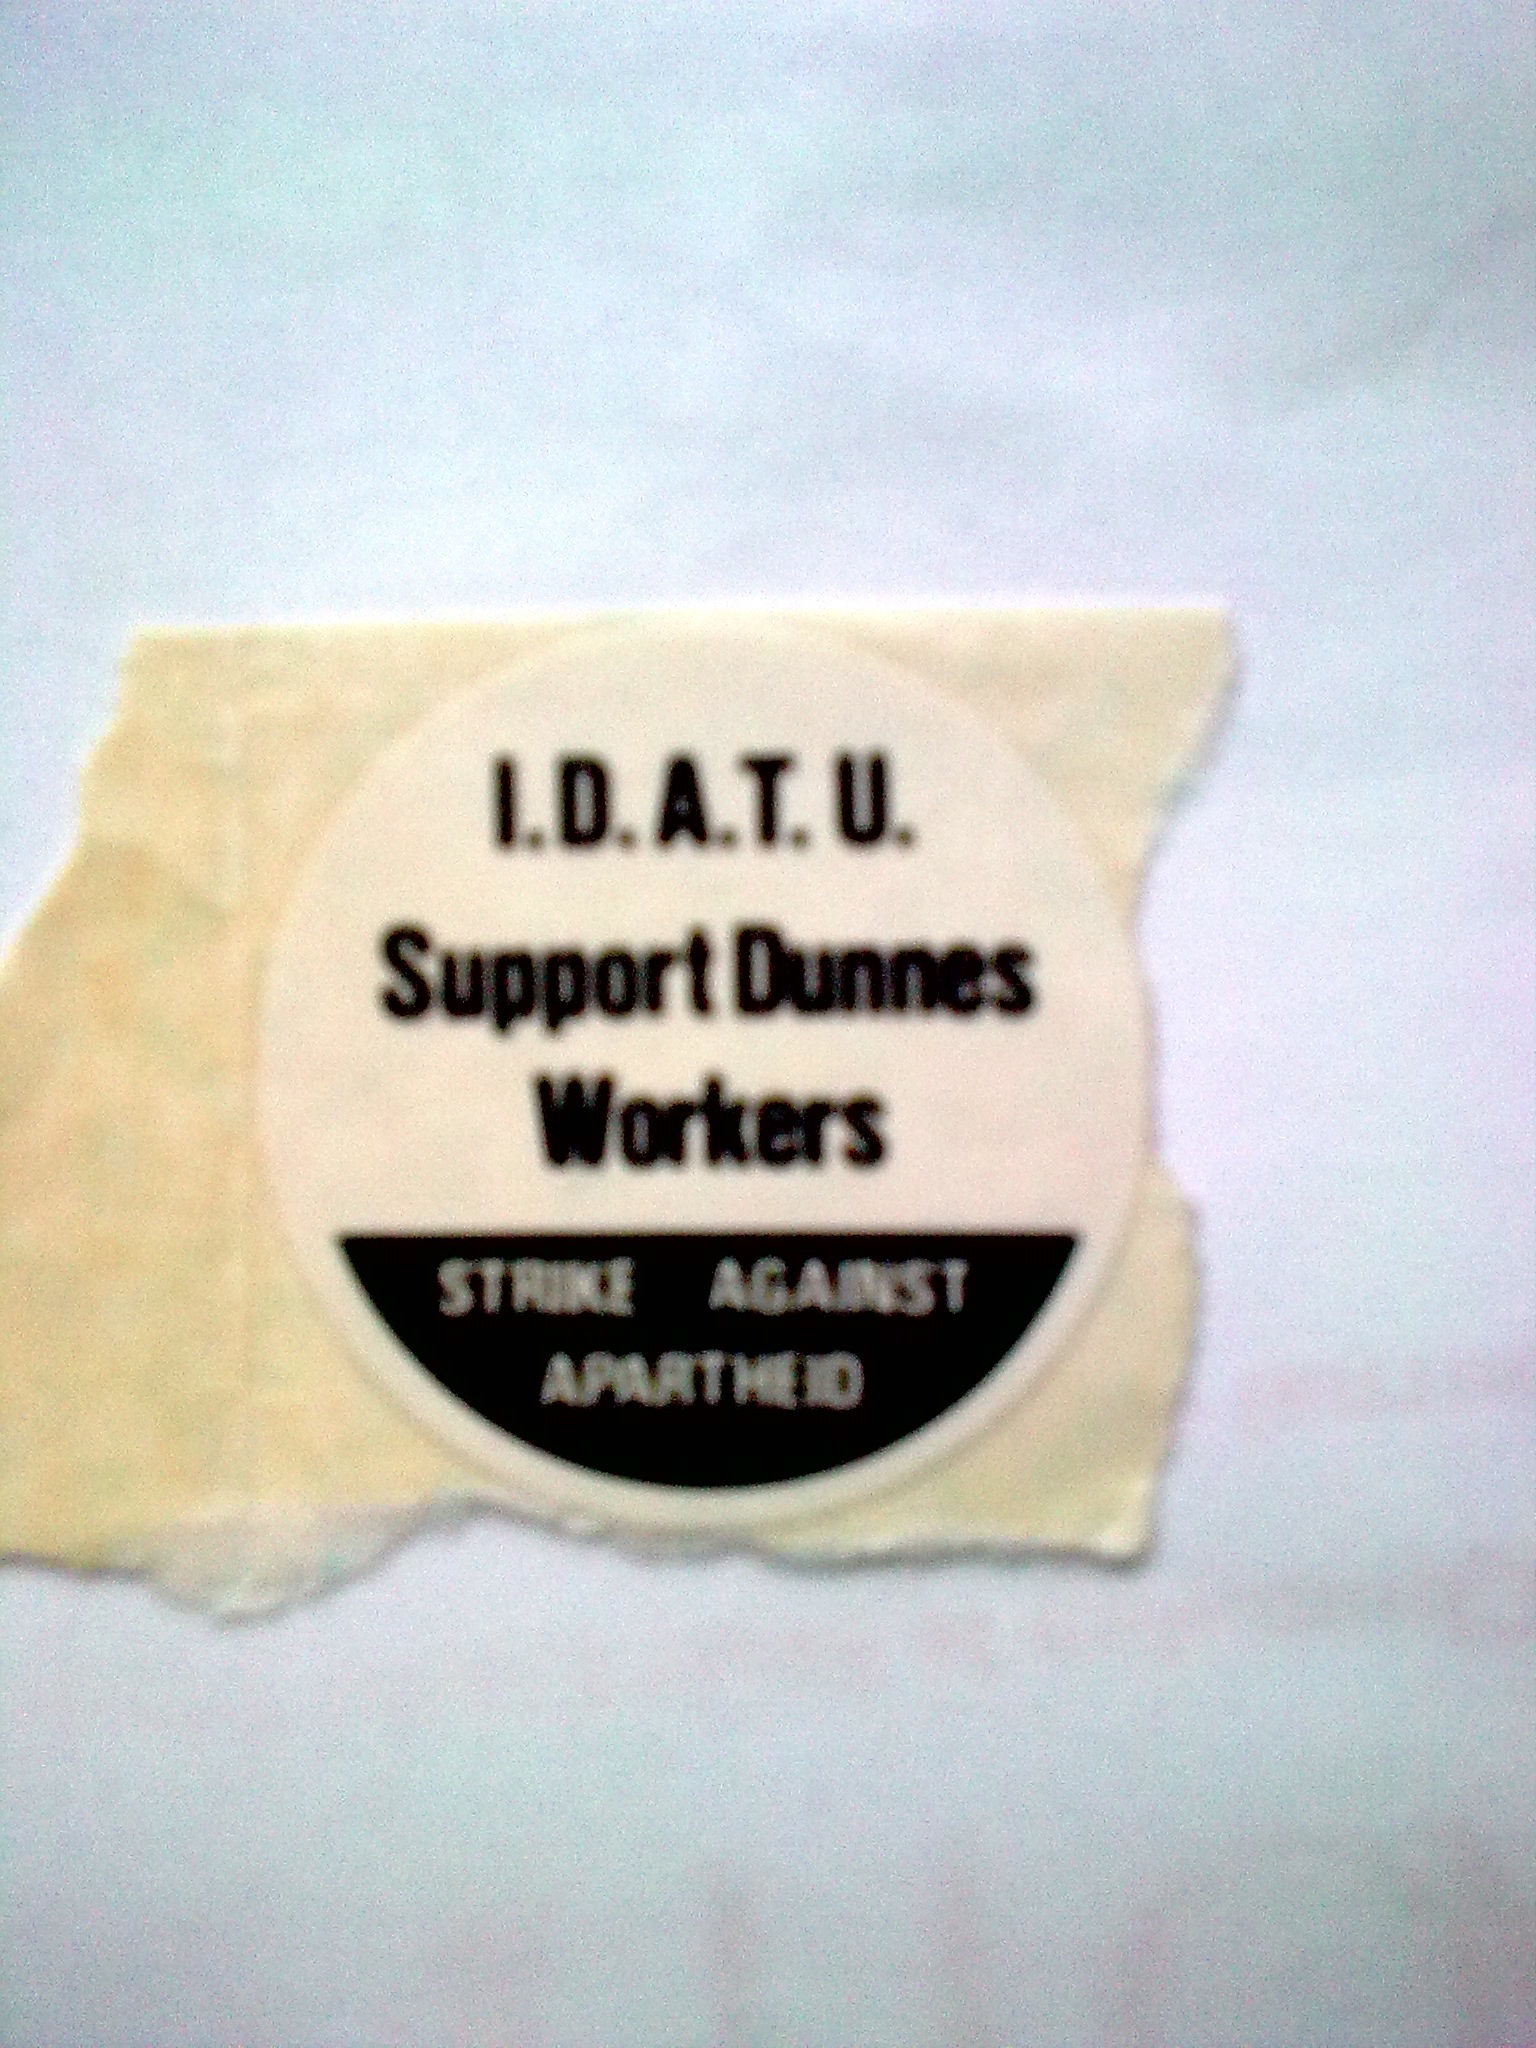 I.D.A.T.U.
Support Dunnes
Workers
STRIKE AGAINST
APARTHEID